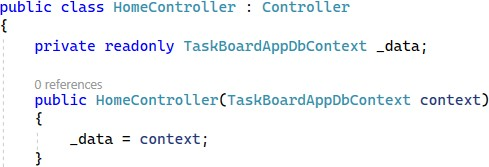 public class HomeController : Controller
{
    private readonly TaskBoardAppDbContext _data;
    0 references
    public HomeController(TaskBoardAppDbContext context)
    {
        _data = context;
    }